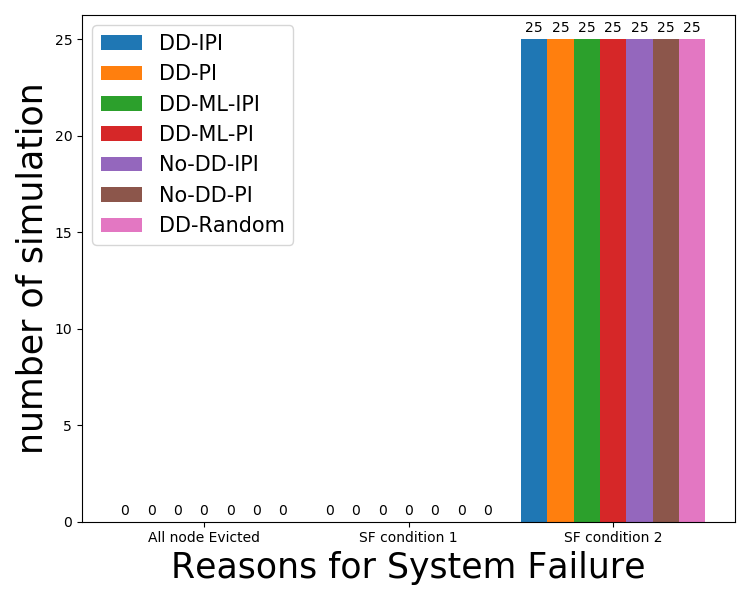 25 25 25 25 25 25 25
25
20
15
10
5
0
number of simulation
DD-IPI
DD-PI
DD-ML-IPI
DD-ML-PI
No-DD-IPI
No-DD-PI
DD-Random
0 0 0 0 0 0 0 0 0 0 0 0 0 0
All node Evicted SF condition 1 SF condition 2
Reasons for System Failure